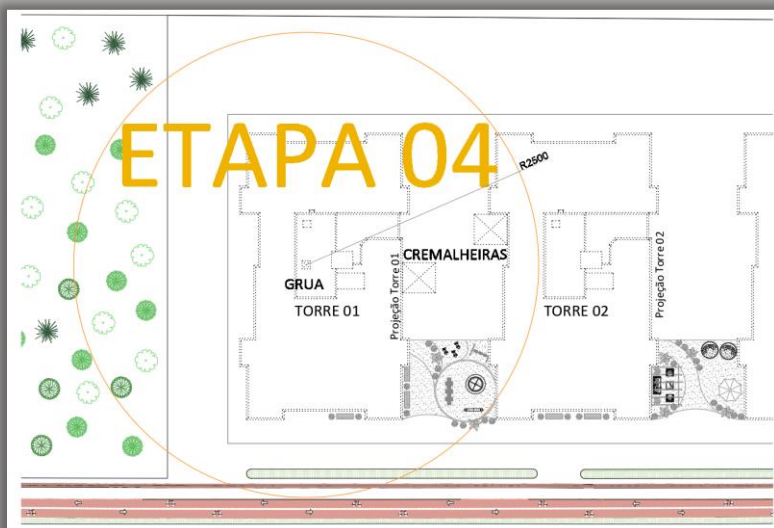 ETAPA 04
R2500
CREMALHEIRAS
GRUA
TORRE 01
Projeção Torre 01
TORRE 02
Projeção Torre 02